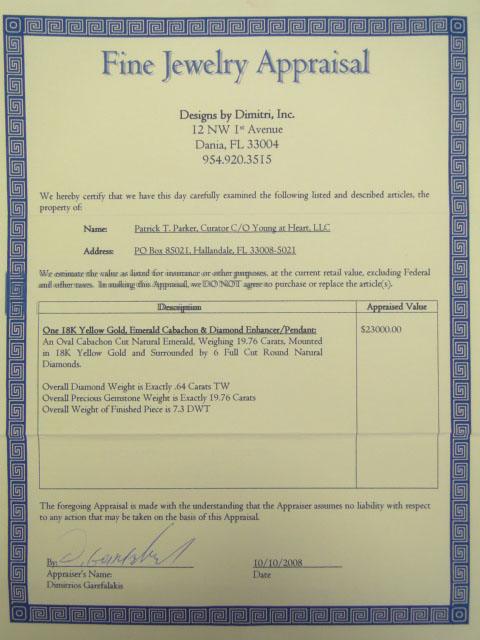 Fine Jewelry Appraisal
Designs by Dimitri, Inc.
12 NW 1st Avenue
Dania, FL 33004
954.920.3515
We hereby certify that we have this day carefully examined the following listed and described articles, the
property of:
Name: Patrick T. Parker, Curator C/O Young at Heart, LLC
Address: PO Box 85021, Hallandale, FL 33008-5021
We estimate the value as listed for insurance or other purposes, at the current retail value, excluding Federal
and other taxes. In making this Appraisal, we DO NOT agree to purchase or replace the article(s).
Description Appraised Value
One 18K Yellow Gold, Emerald Cabachon & Diamond Enhancer/Pendant: $23000.00
An Oval Cabachon Cut Natural Emerald, Weighing 19.76 Carats, Mounted
in 18K Yellow Gold and Surrounded by 6 Full Cut Round Natural
Diamonds.
Overall Diamond Weight is Exactly .64 Carats TW
Overall Precious Gemstone Weight is Exactly 19.76 Carats
Overall Weight of Finished Piece is 7.3 DWT
The foregoing Appraisal is made with the understanding that the Appraiser assumes no liability with respect
to any action that may be taken on the basis of this Appraisal.
By: D. Garefalakis 10/10/2008
Appraiser's Name: Date
Dimitrios Garefalakis